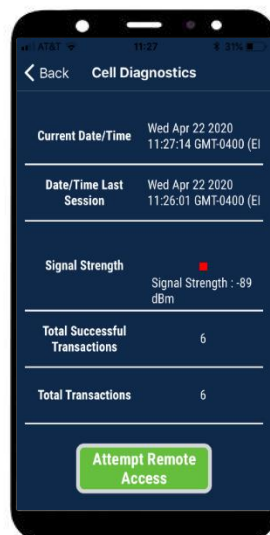 AT&T 11:27 31%
Back Cell Diagnostics
Current Date/Time
Wed Apr 22 2020
11:27:14 GMT-0400 (EI
Date/Time Last
Session
Wed Apr 22 2020
11:26:01 GMT-0400 (EI
Signal Strength
Signal Strength : -89
dBm
Total Successful
Transactions
6
Total Transactions
6
Attempt Remote
Access